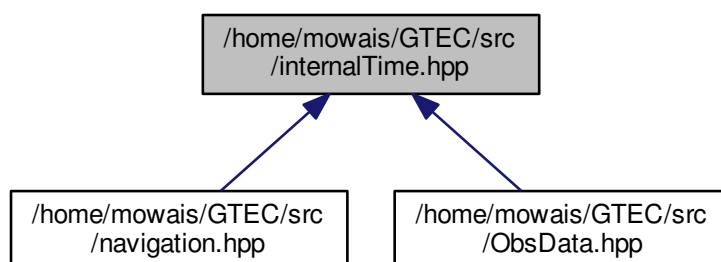 /home/mowais/GTEC/src
/internalTime.hpp
/home/mowais/GTEC/src
/navigation.hpp
/home/mowais/GTEC/src
/ObsData.hpp